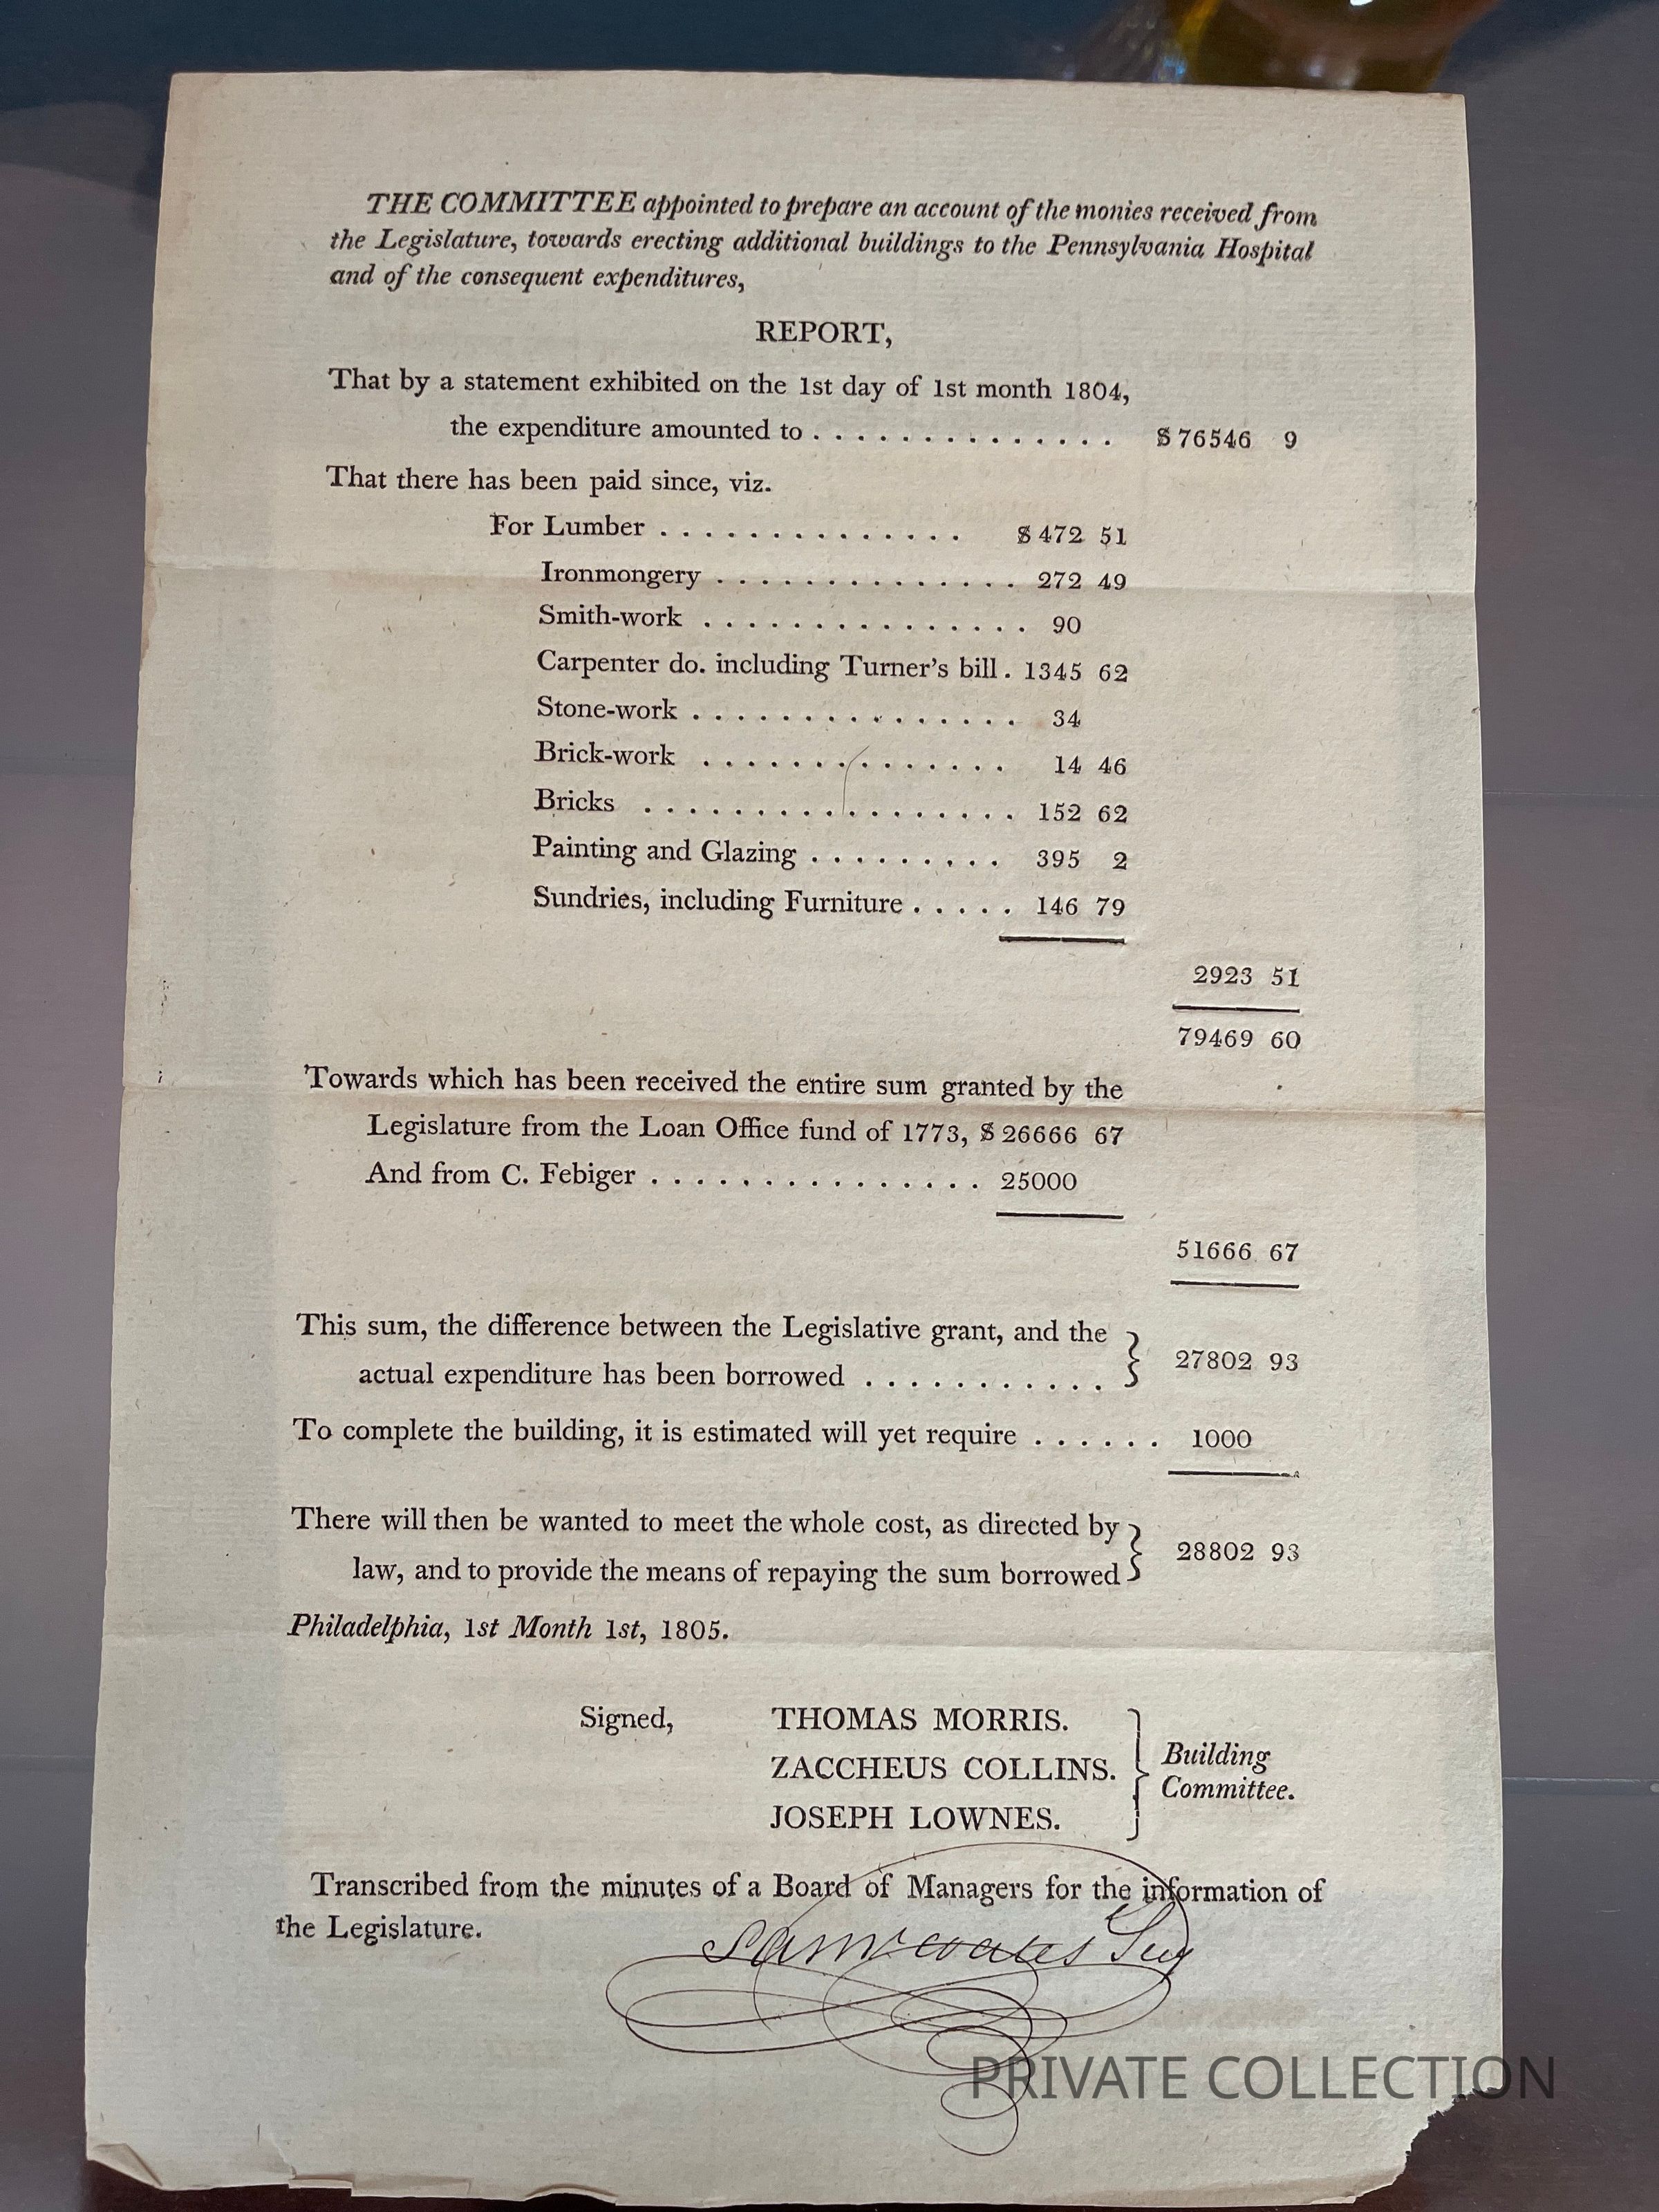 THE COMMITTEE appointed to prepare an account of the monies received from
the Legislature, towards erecting additional buildings to the Pennsylvania Hospital
and of the consequent expenditures,
REPORT,
That by a statement exhibited on the 1st day of 1st month 1804,
the expenditure amounted to . . . . . . . . . . . . . . $ 76546 9
That there has been paid since, viz.
For Lumber . . . . . . . . . . . . . . $ 472 51
Ironmongery . . . . . . . . . . . . . . 272 49
Smith-work . . . . . . . . . . . . . . . 90
Carpenter do. including Turner's bill . 1345 62
Stone-work . . . . . . . . . . . . . . . 34
Brick-work . . . . . . . . . . . . . . 14 46
Bricks . . . . . . . . . . . . . . . . . 152 62
Painting and Glazing . . . . . . . . . 395 2
Sundries, including Furniture . . . . . 146 79
2923 51
79469 60
Towards which has been received the entire sum granted by the
Legislature from the Loan Office fund of 1773, $ 26666 67
And from C. Febiger . . . . . . . . . . . . . . . 25000
51666 67
This sum, the difference between the Legislative grant, and the
actual expenditure has been borrowed . . . . . . . . . . . } 27802 93
To complete the building, it is estimated will yet require . . . . . . 1000
There will then be wanted to meet the whole cost, as directed by
law, and to provide the means of repaying the sum borrowed } 28802 93
Philadelphia, 1st Month 1st, 1805.
Signed, THOMAS MORRIS.
ZACCHEUS COLLINS.
JOSEPH LOWNES.
} Building
Committee.
Transcribed from the minutes of a Board of Managers for the information of
the Legislature.
Saml Coates
PRIVATE COLLECTION